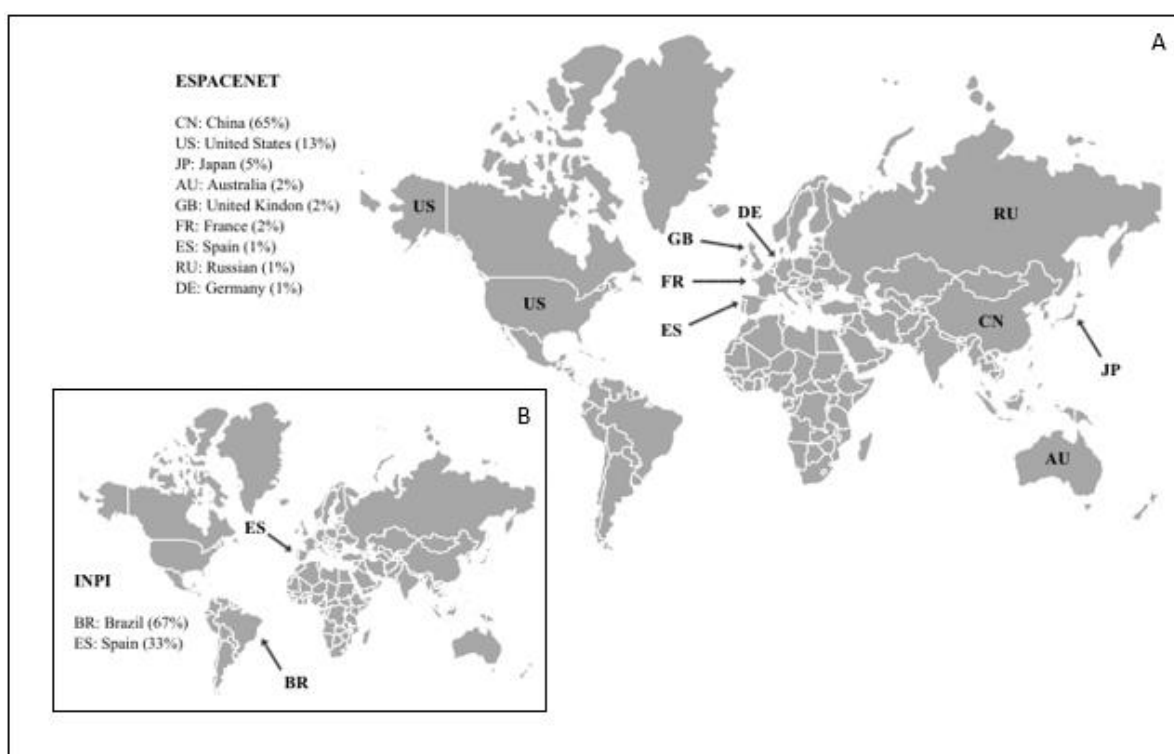 A
ESPACENET
CN: China (65%)
US: United States (13%)
JP: Japan (5%)
AU: Australia (2%)
GB: United Kindon (2%)
FR: France (2%)
ES: Spain (1%)
RU: Russian (1%)
DE: Germany (1%)
US
US
DE
GB
FR
ES
RU
CN
JP
AU
B
ES
INPI
BR: Brazil (67%)
ES: Spain (33%)
BR